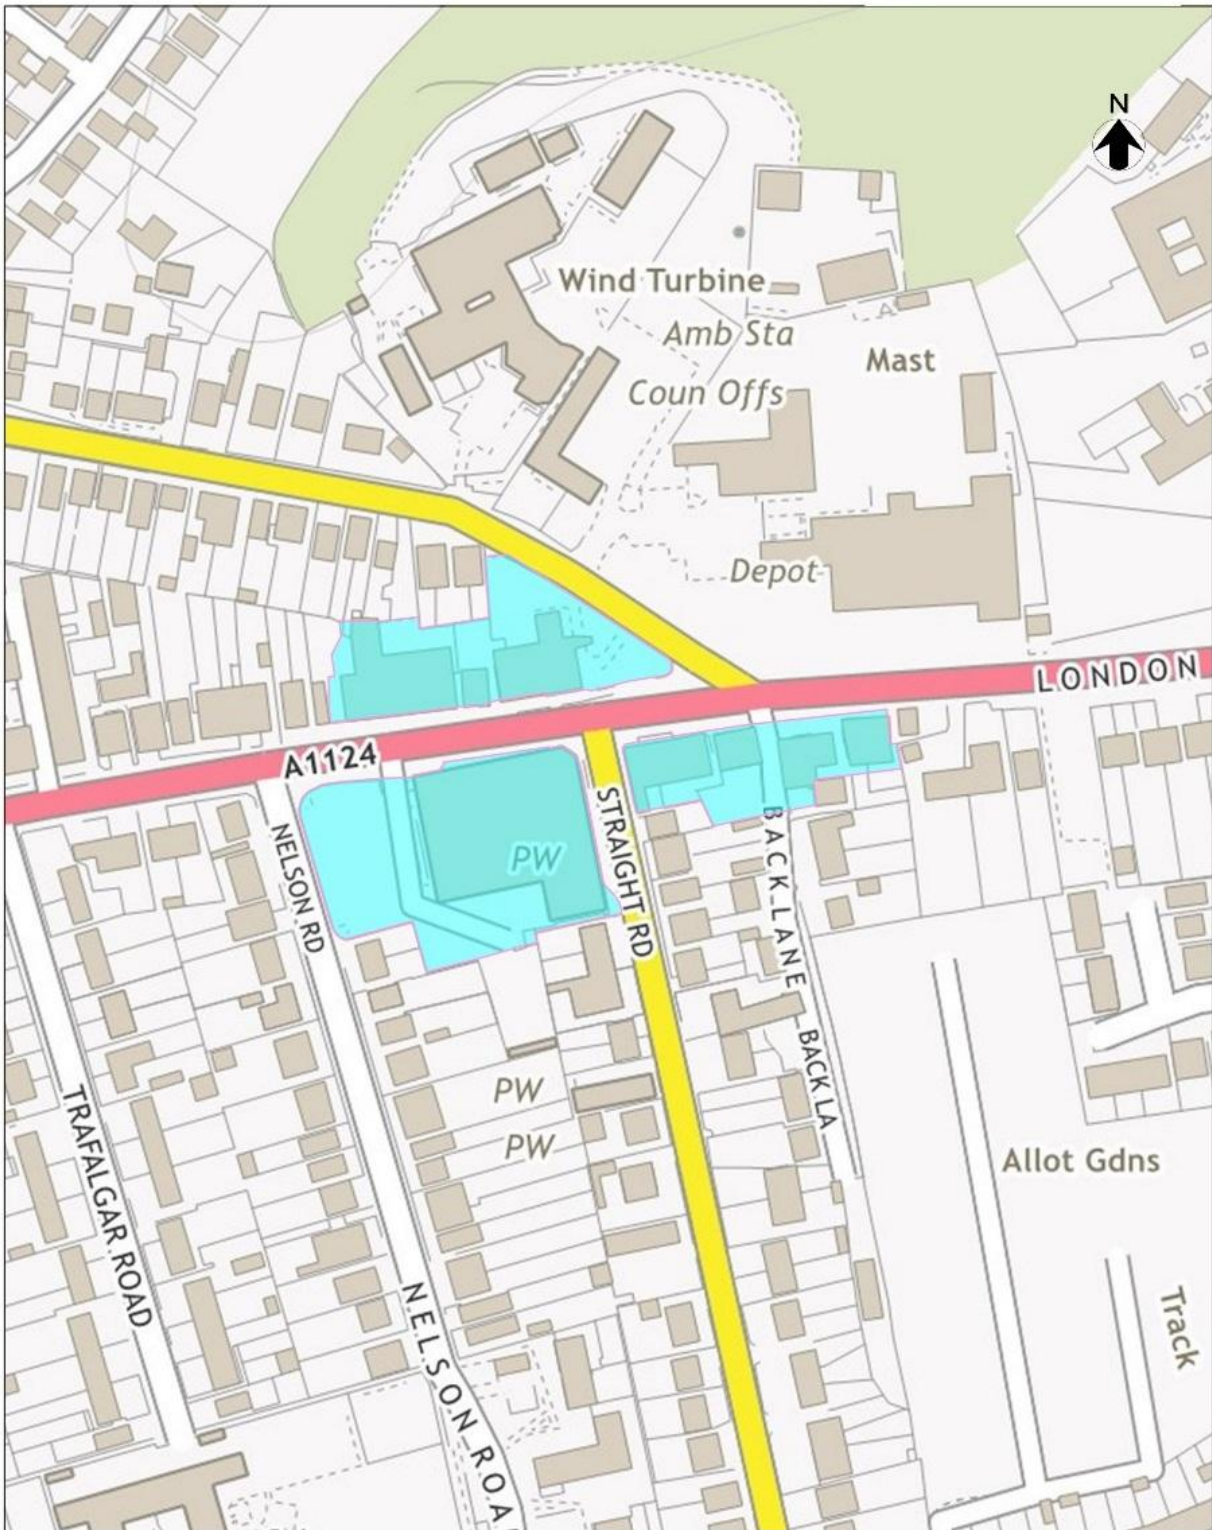 N
Wind Turbine
Amb Sta
Mast
Coun Offs
Depot
LONDON
A1124
STRAIGHT RD
NELSON RD
PW
BACK LANE
BACK LA
PW
PW
TRAFALGAR ROAD
Allot Gdns
Track
NELSON ROA